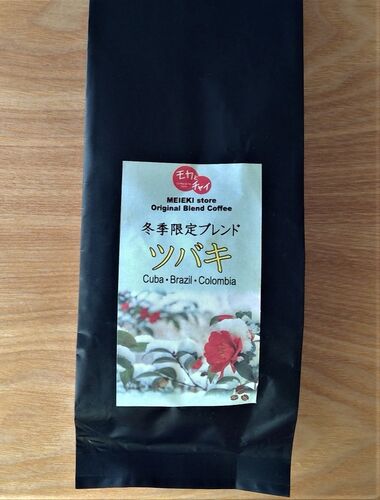 モカと
チャイ
MEIEKI store
Original Blend Coffee
冬季限定ブレンド
ツバキ
Cuba・Brazil・Colombia